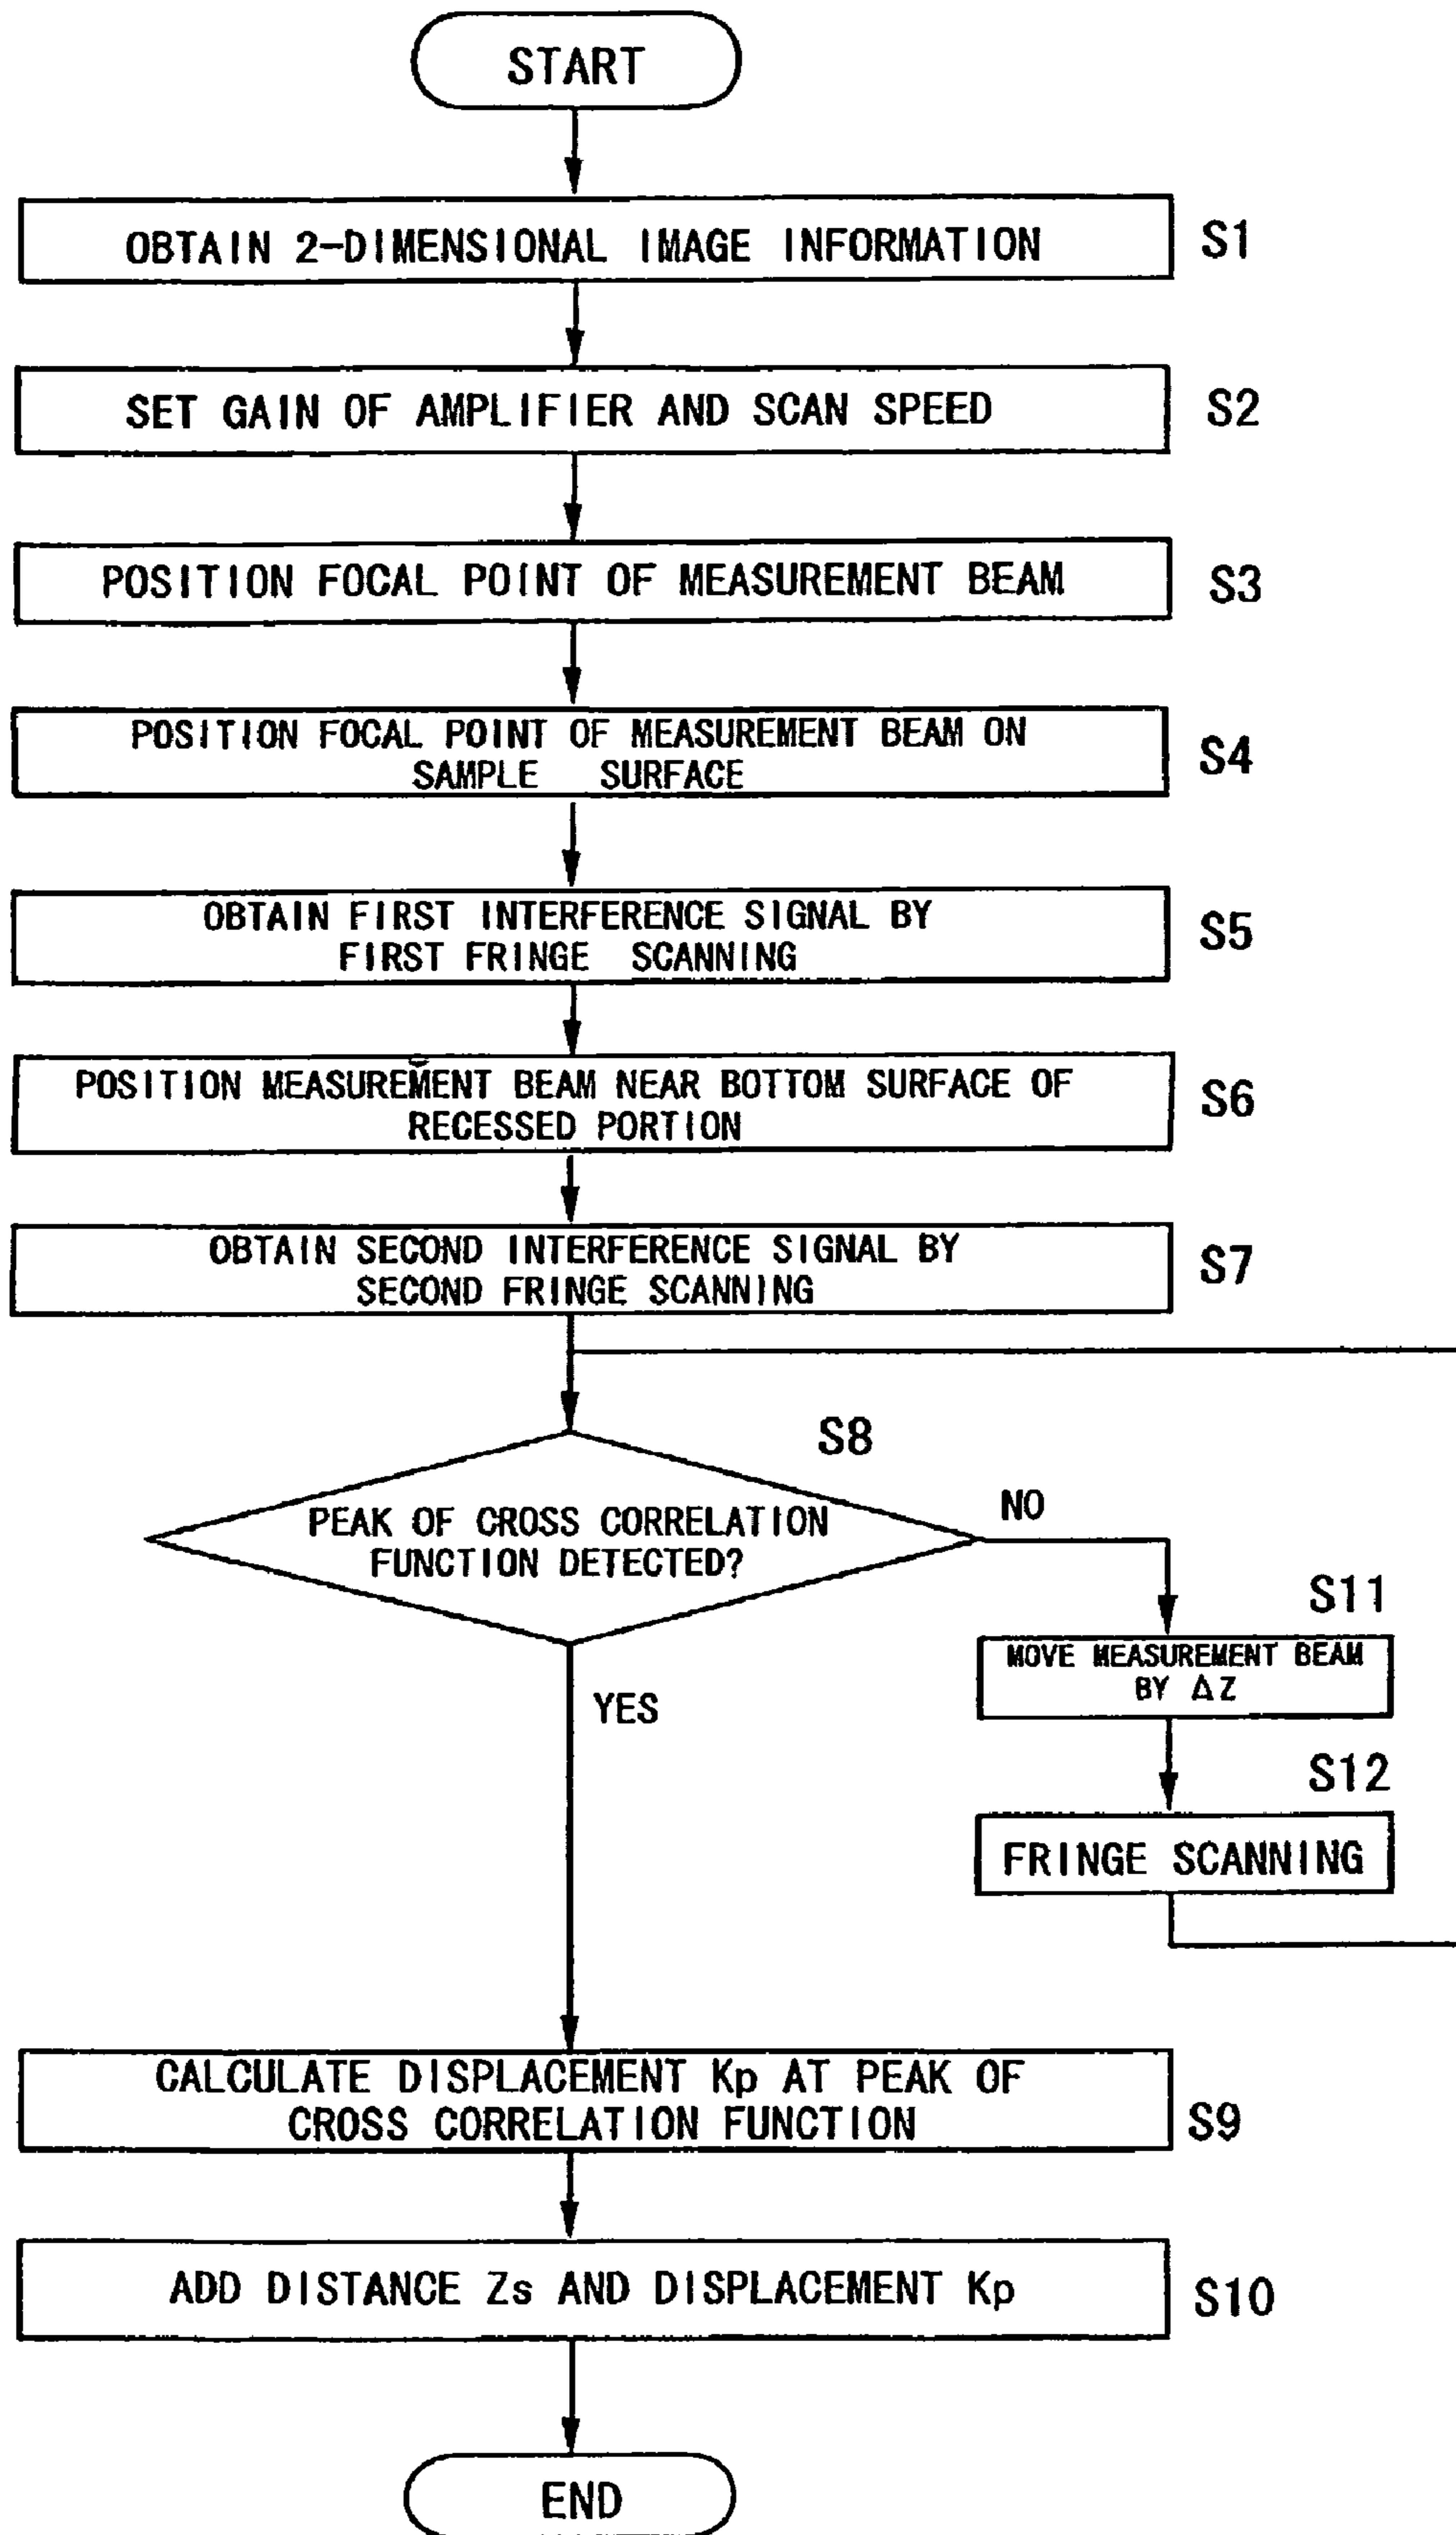 START
OBTAIN 2-DIMENSIONAL IMAGE INFORMATION
S1
SET GAIN OF AMPLIFIER AND SCAN SPEED
S2
POSITION FOCAL POINT OF MEASUREMENT BEAM
S3
POSITION FOCAL POINT OF MEASUREMENT BEAM ON
SAMPLE SURFACE
S4
OBTAIN FIRST INTERFERENCE SIGNAL BY
FIRST FRINGE SCANNING
S5
POSITION MEASUREMENT BEAM NEAR BOTTOM SURFACE OF
RECESSED PORTION
S6
OBTAIN SECOND INTERFERENCE SIGNAL BY
SECOND FRINGE SCANNING
S7
S8
PEAK OF CROSS CORRELATION
FUNCTION DETECTED?
NO
S11
MOVE MEASUREMENT BEAM
BY ΔZ
YES
S12
FRINGE SCANNING
CALCULATE DISPLACEMENT Kp AT PEAK OF
CROSS CORRELATION FUNCTION
S9
ADD DISTANCE Zs AND DISPLACEMENT Kp
S10
END